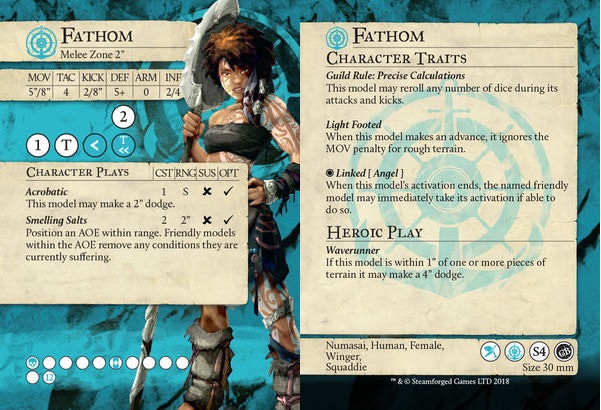 FATHOM
Melee Zone 2"
MOV TAC KICK DEF ARM INF
5"/8" 4 2/8" 5+ 0 2/4
2
1 T < T
<<
CHARACTER PLAYS CST RNG SUS OPT
Acrobatic 1 S ✘ ✓
This model may make a 2" dodge.
Smelling Salts 2 2" ✘ ✓
Position an AOE within range. Friendly models
within the AOE remove any conditions they are
currently suffering.
12
FATHOM
CHARACTER TRAITS
Guild Rule: Precise Calculations
This model may reroll any number of dice during its
attacks and kicks.
Light Footed
When this model makes an advance, it ignores the
MOV penalty for rough terrain.
Linked [ Angel ]
When this model's activation ends, the named friendly
model may immediately take its activation if able to
do so.
HEROIC PLAY
Waverunner
If this model is within 1" of one or more pieces of
terrain it may make a 4" dodge.
Numasai, Human, Female,
Winger,
Squaddie
S4
Size 30 mm
™ & © Steamforged Games LTD 2018